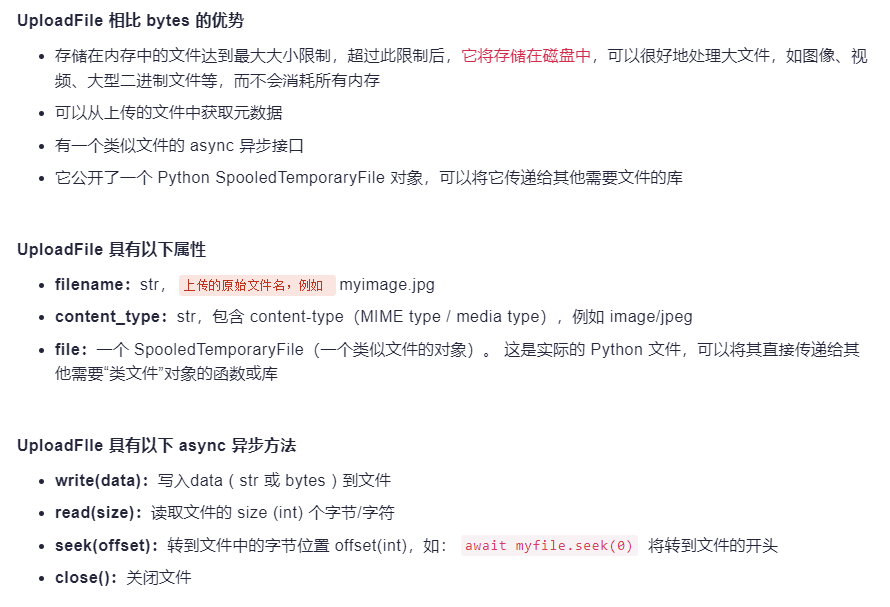 UploadFile 相比 bytes 的优势
存储在内存中的文件达到最大大小限制，超过此限制后，它将存储在磁盘中，可以很好地处理大文件，如图像、视
频、大型二进制文件等，而不会消耗所有内存
可以从上传的文件中获取元数据
有一个类似文件的 async 异步接口
它公开了一个 Python SpooledTemporaryFile 对象，可以将它传递给其他需要文件的库
UploadFile 具有以下属性
filename：str， 上传的原始文件名，例如 myimage.jpg
content_type：str，包含 content-type（MIME type / media type），例如 image/jpeg
file：一个 SpooledTemporaryFile（一个类似文件的对象）。 这是实际的 Python 文件，可以将其直接传递给其
他需要“类文件”对象的函数或库
UploadFIle 具有以下 async 异步方法
write(data)：写入data ( str 或 bytes ) 到文件
read(size)：读取文件的 size (int) 个字节/字符
seek(offset)：转到文件中的字节位置 offset(int)，如： await myfile.seek(0) 将转到文件的开头
close()：关闭文件